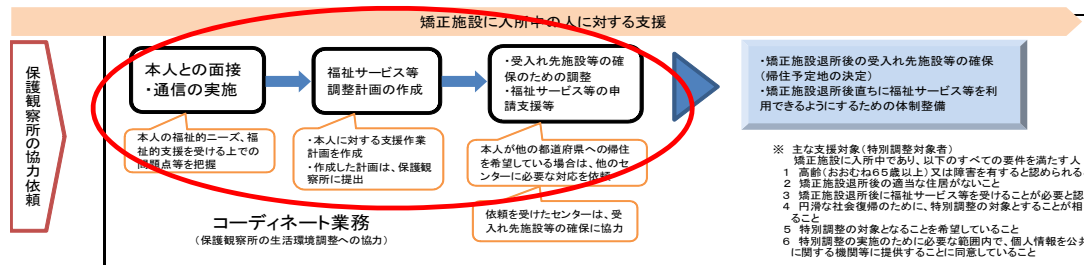 矯正施設に入所中の人に対する支援
保護観察所の協力依頼
本人との面接
・通信の実施
福祉サービス等
調整計画の作成
・受入れ先施設等の確
保のための調整
・福祉サービス等の申
請支援等
・矯正施設退所後の受入れ先施設等の確保
(帰住予定地の決定)
・矯正施設退所後直ちに福祉サービス等を利
用できるようにするための体制整備
本人の福祉的ニーズ、福
祉的支援を受ける上での
問題点等を把握
・本人に対する支援作業
計画を作成
・作成した計画は、保護観
察所に提出
本人が他の都道府県への帰住
を希望している場合は、他のセ
ンターに必要な対応を依頼
依頼を受けたセンターは、受
入れ先施設等の確保に協力
コーディネート業務
(保護観察所の生活環境調整への協力)
※ 主な支援対象(特別調整対象者)
矯正施設に入所中であり、以下のすべての要件を満たす人
1 高齢(おおむね65歳以上)又は障害を有すると認められる
2 矯正施設退所後の適当な住居がないこと
3 矯正施設退所後に福祉サービス等を受けることが必要と認
4 円滑な社会復帰のために、特別調整の対象とすることが相
ること
5 特別調整の対象となることを希望していること
6 特別調整の実施のために必要な範囲内で、個人情報を公共
に関する機関等に提供することに同意していること